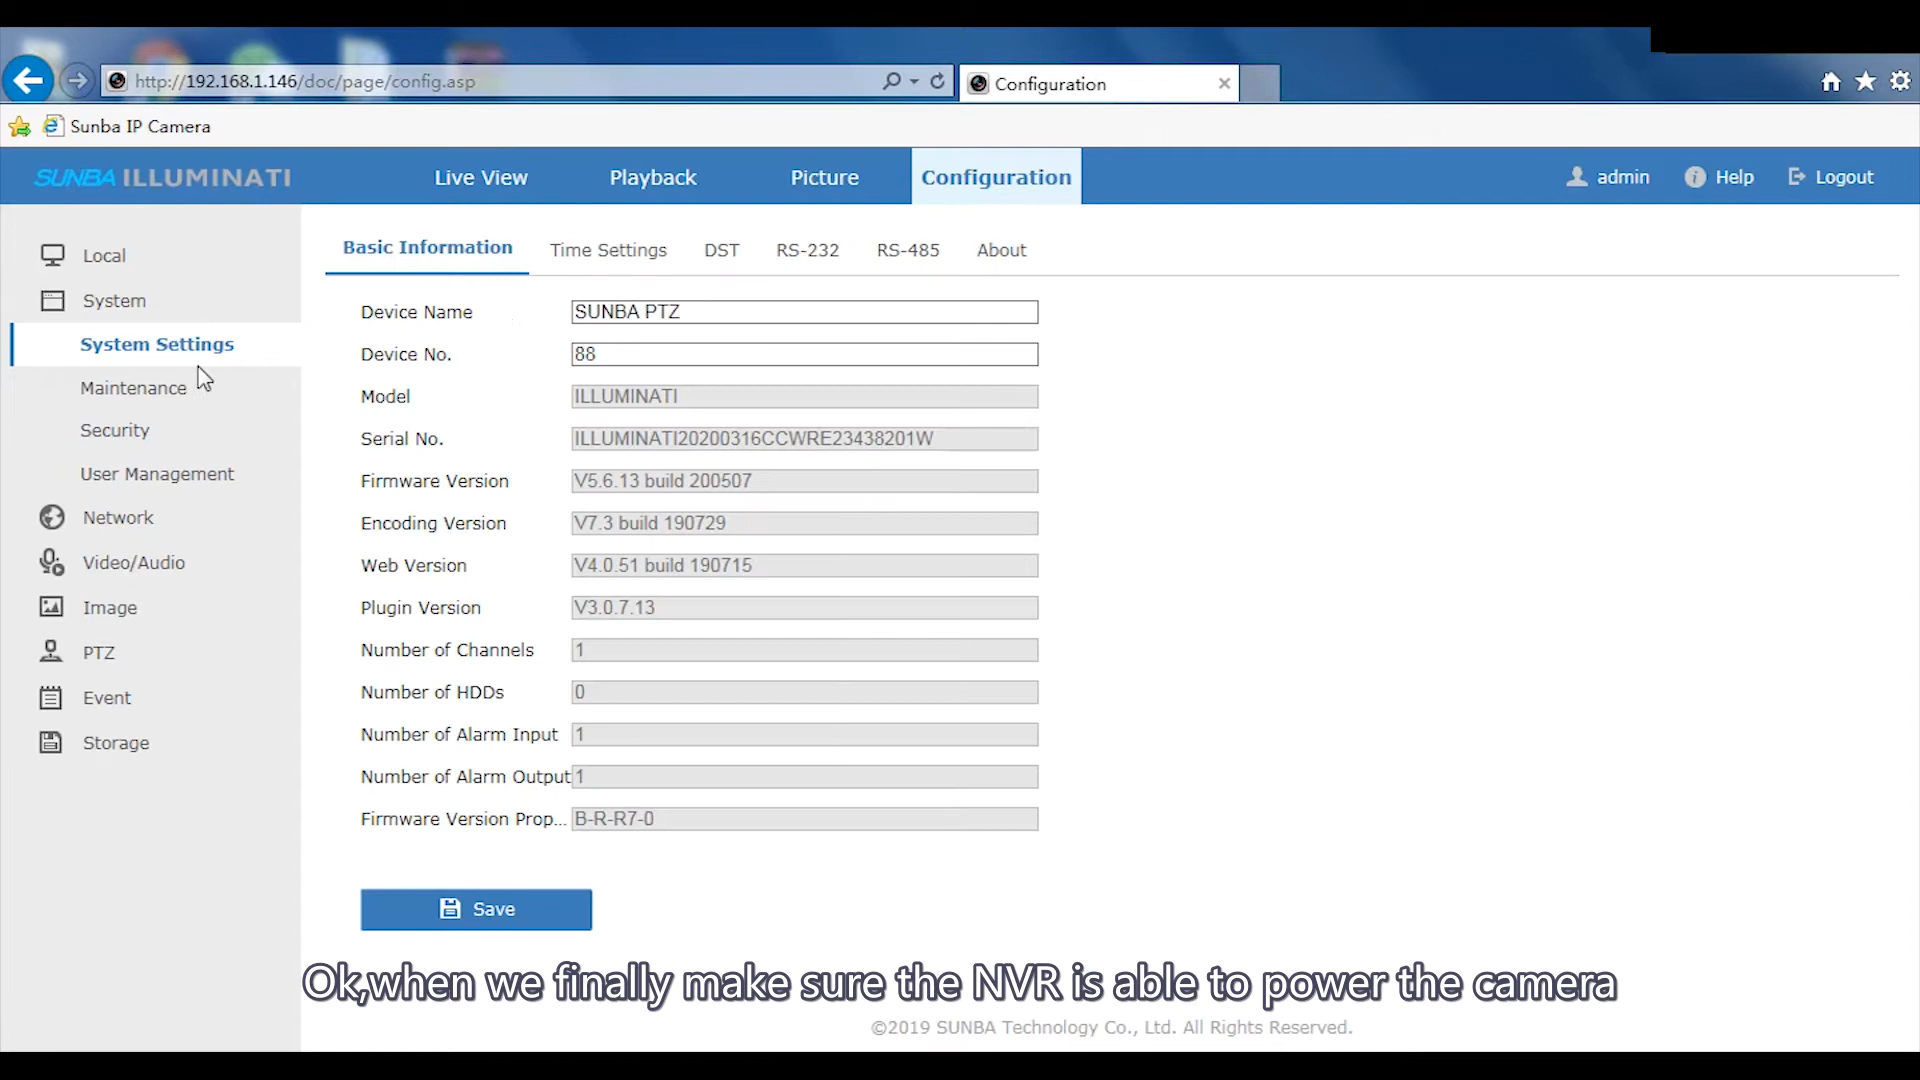 http://192.168.1.146/doc/page/config.asp
Configuration
Sunba IP Camera
SUNBA ILLUMINATI
Live View
Playback
Picture
Configuration
admin
Help
Logout
Local
System
System Settings
Maintenance
Security
User Management
Network
Video/Audio
Image
PTZ
Event
Storage
Basic Information
Time Settings
DST
RS-232
RS-485
About
Device Name SUNBA PTZ
Device No. 88
Model ILLUMINATI
Serial No. ILLUMINATI20200316CCWRE23438201W
Firmware Version V5.6.13 build 200507
Encoding Version V7.3 build 190729
Web Version V4.0.51 build 190715
Plugin Version V3.0.7.13
Number of Channels 1
Number of HDDs 0
Number of Alarm Input 1
Number of Alarm Output 1
Firmware Version Prop... B-R-R7-0
Save
Ok,when we finally make sure the NVR is able to power the camera
©2019 SUNBA Technology Co., Ltd. All Rights Reserved.